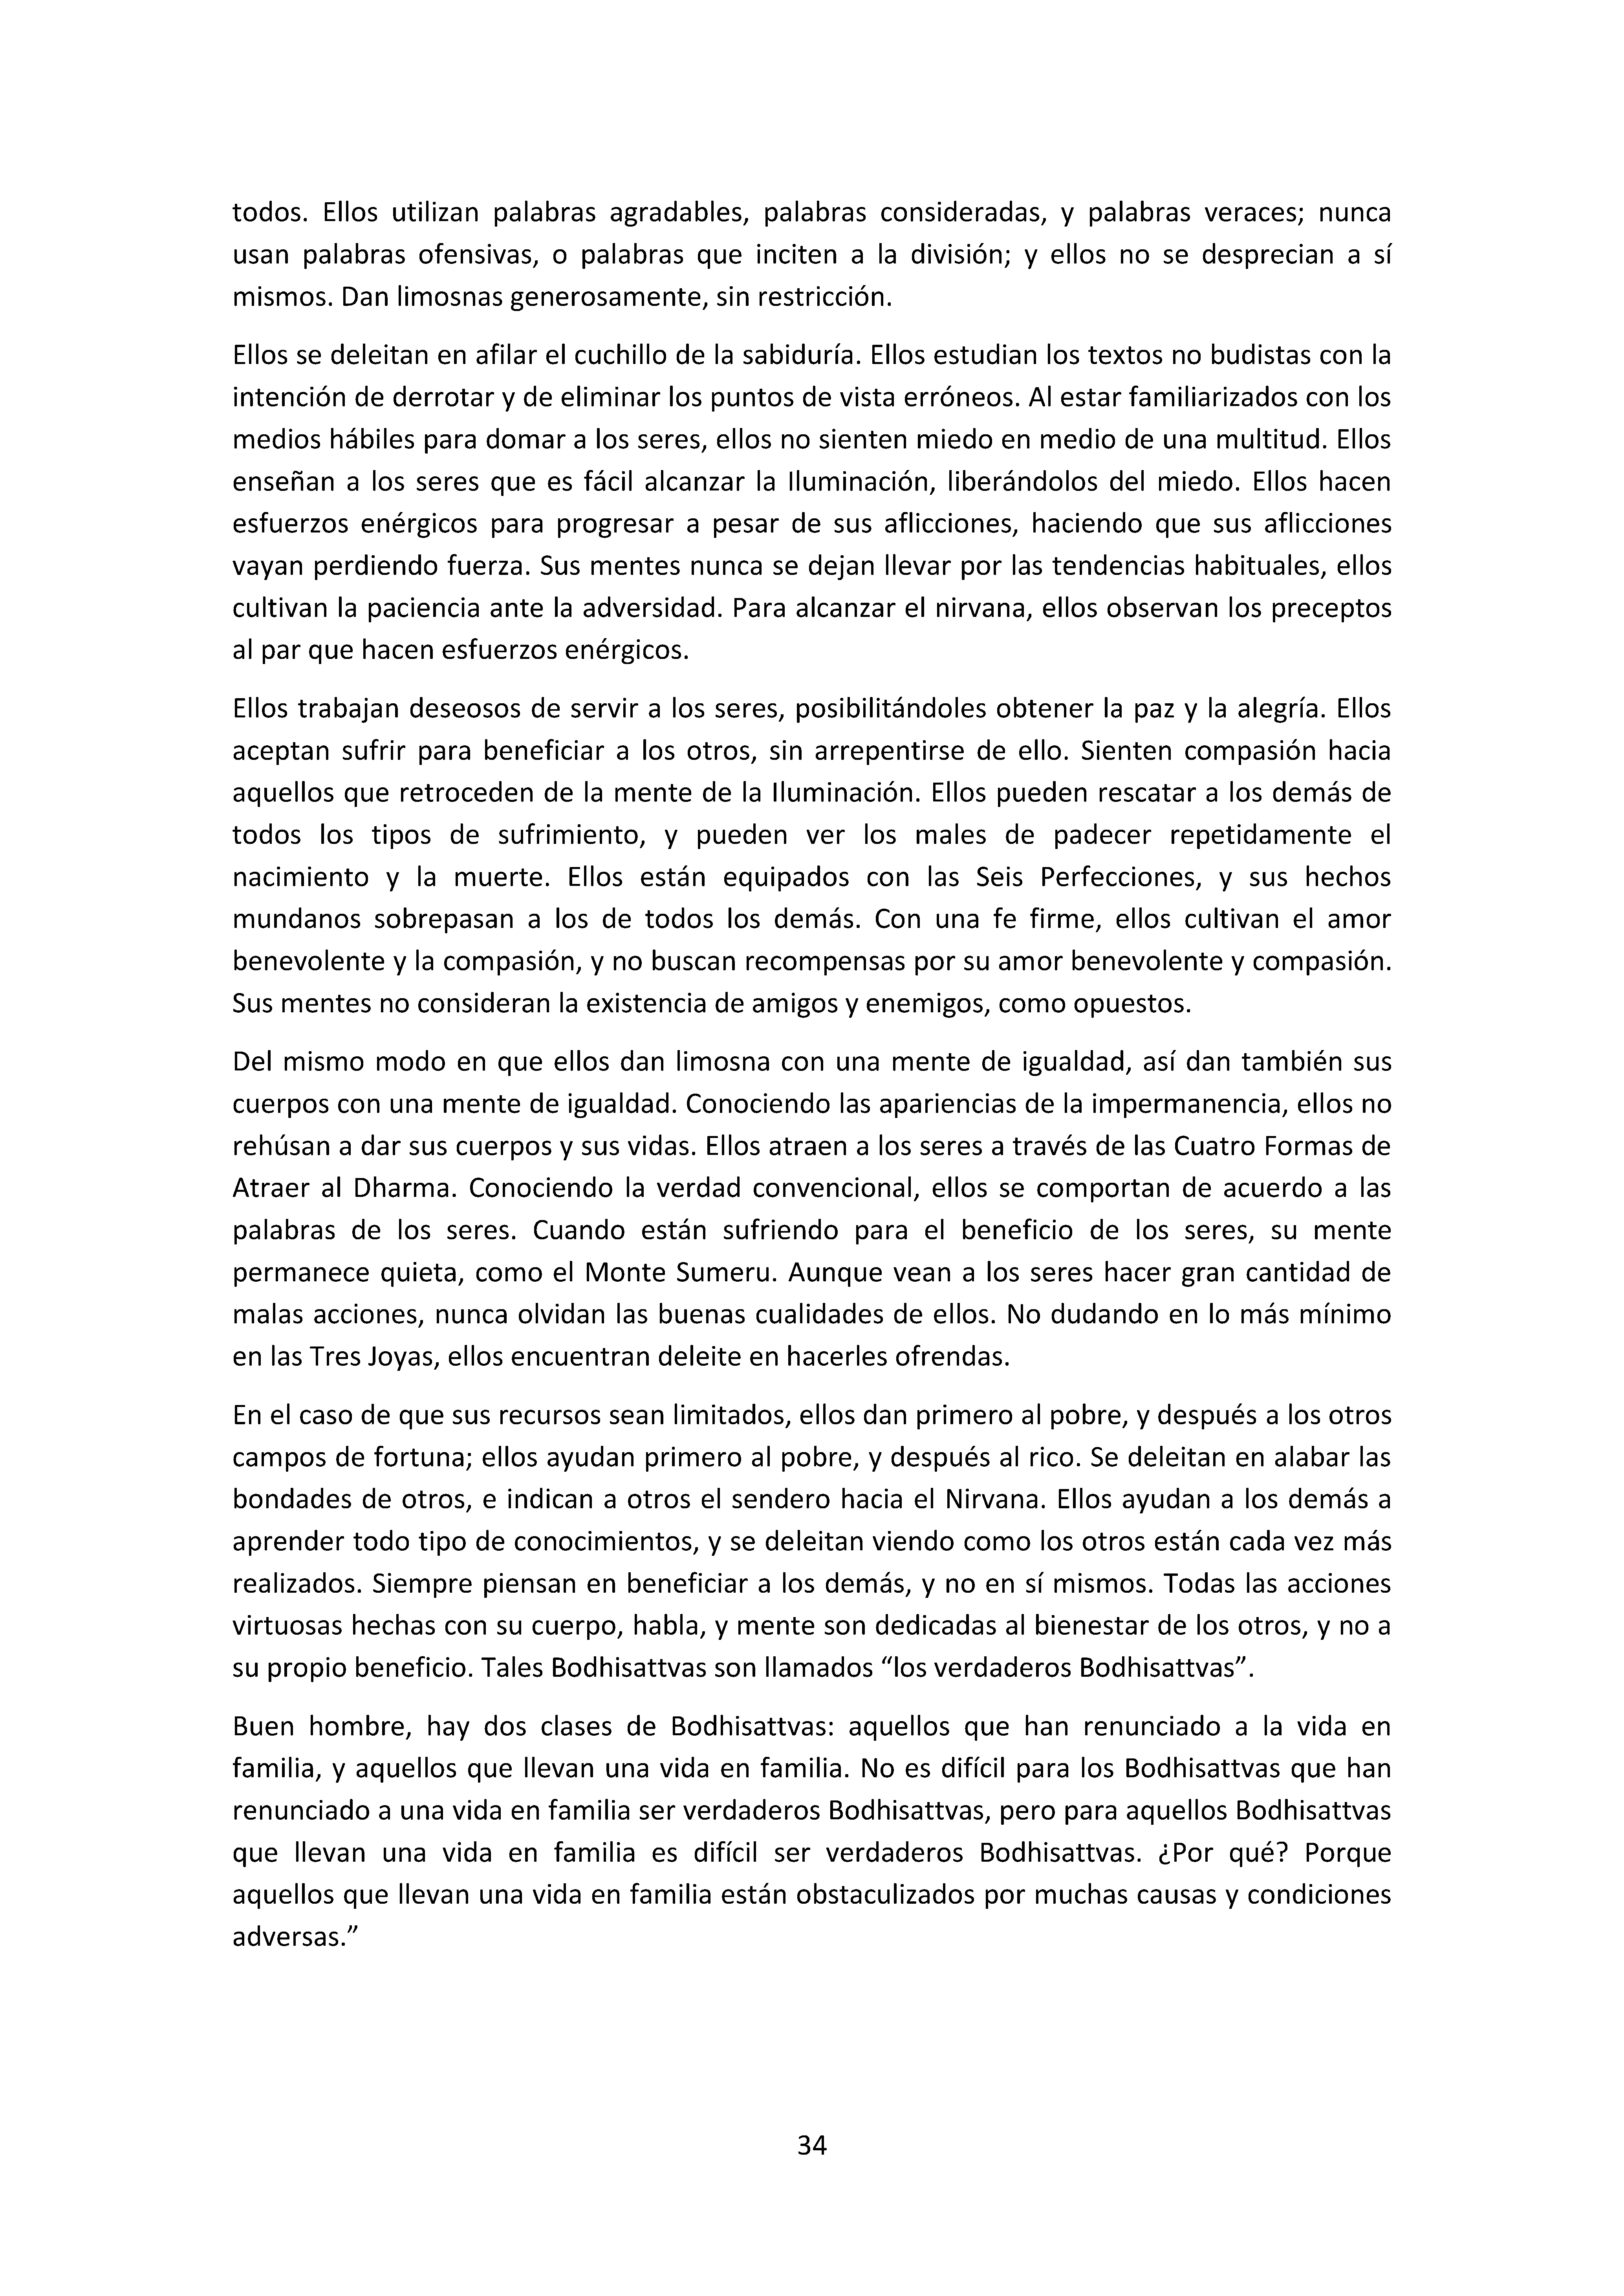 todos. Ellos utilizan palabras agradables, palabras consideradas, y palabras veraces; nunca
usan palabras ofensivas, o palabras que inciten a la división; y ellos no se desprecian a sí
mismos. Dan limosnas generosamente, sin restricción.
Ellos se deleitan en afilar el cuchillo de la sabiduría. Ellos estudian los textos no budistas con la
intención de derrotar y de eliminar los puntos de vista erróneos. Al estar familiarizados con los
medios hábiles para domar a los seres, ellos no sienten miedo en medio de una multitud. Ellos
enseñan a los seres que es fácil alcanzar la Iluminación, liberándolos del miedo. Ellos hacen
esfuerzos enérgicos para progresar a pesar de sus aflicciones, haciendo que sus aflicciones
vayan perdiendo fuerza. Sus mentes nunca se dejan llevar por las tendencias habituales, ellos
cultivan la paciencia ante la adversidad. Para alcanzar el nirvana, ellos observan los preceptos
al par que hacen esfuerzos enérgicos.
Ellos trabajan deseosos de servir a los seres, posibilitándoles obtener la paz y la alegría. Ellos
aceptan sufrir para beneficiar a los otros, sin arrepentirse de ello. Sienten compasión hacia
aquellos que retroceden de la mente de la Iluminación. Ellos pueden rescatar a los demás de
todos los tipos de sufrimiento, y pueden ver los males de padecer repetidamente el
nacimiento y la muerte. Ellos están equipados con las Seis Perfecciones, y sus hechos
mundanos sobrepasan a los de todos los demás. Con una fe firme, ellos cultivan el amor
benevolente y la compasión, y no buscan recompensas por su amor benevolente y compasión.
Sus mentes no consideran la existencia de amigos y enemigos, como opuestos.
Del mismo modo en que ellos dan limosna con una mente de igualdad, así dan también sus
cuerpos con una mente de igualdad. Conociendo las apariencias de la impermanencia, ellos no
rehúsan a dar sus cuerpos y sus vidas. Ellos atraen a los seres a través de las Cuatro Formas de
Atraer al Dharma. Conociendo la verdad convencional, ellos se comportan de acuerdo a las
palabras de los seres. Cuando están sufriendo para el beneficio de los seres, su mente
permanece quieta, como el Monte Sumeru. Aunque vean a los seres hacer gran cantidad de
malas acciones, nunca olvidan las buenas cualidades de ellos. No dudando en lo más mínimo
en las Tres Joyas, ellos encuentran deleite en hacerles ofrendas.
En el caso de que sus recursos sean limitados, ellos dan primero al pobre, y después a los otros
campos de fortuna; ellos ayudan primero al pobre, y después al rico. Se deleitan en alabar las
bondades de otros, e indican a otros el sendero hacia el Nirvana. Ellos ayudan a los demás a
aprender todo tipo de conocimientos, y se deleitan viendo como los otros están cada vez más
realizados. Siempre piensan en beneficiar a los demás, y no en sí mismos. Todas las acciones
virtuosas hechas con su cuerpo, habla, y mente son dedicadas al bienestar de los otros, y no a
su propio beneficio. Tales Bodhisattvas son llamados “los verdaderos Bodhisattvas”.
Buen hombre, hay dos clases de Bodhisattvas: aquellos que han renunciado a la vida en
familia, y aquellos que llevan una vida en familia. No es difícil para los Bodhisattvas que han
renunciado a una vida en familia ser verdaderos Bodhisattvas, pero para aquellos Bodhisattvas
que llevan una vida en familia es difícil ser verdaderos Bodhisattvas. ¿Por qué? Porque
aquellos que llevan una vida en familia están obstaculizados por muchas causas y condiciones
adversas.”
34